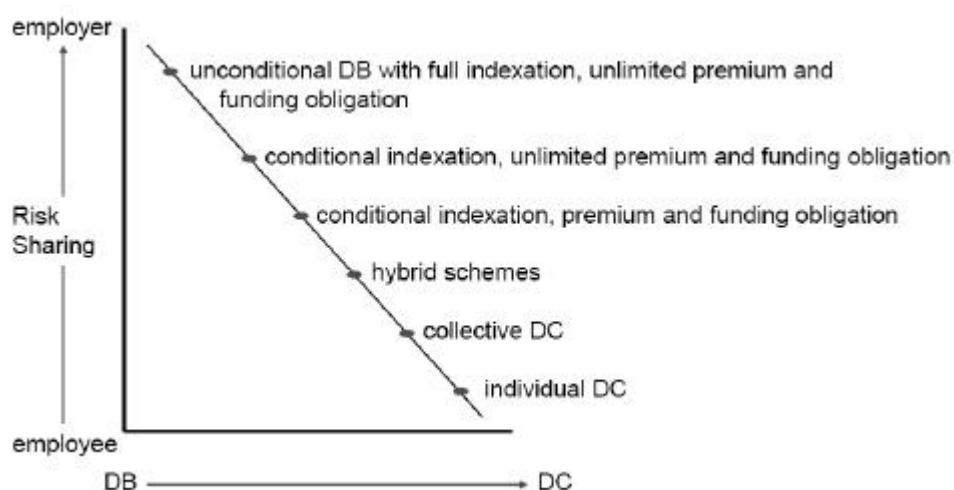 employer
unconditional DB with full indexation, unlimited premium and
funding obligation
conditional indexation, unlimited premium and funding obligation
conditional indexation, premium and funding obligation
Risk
Sharing
hybrid schemes
collective DC
individual DC
employee
DB
DC